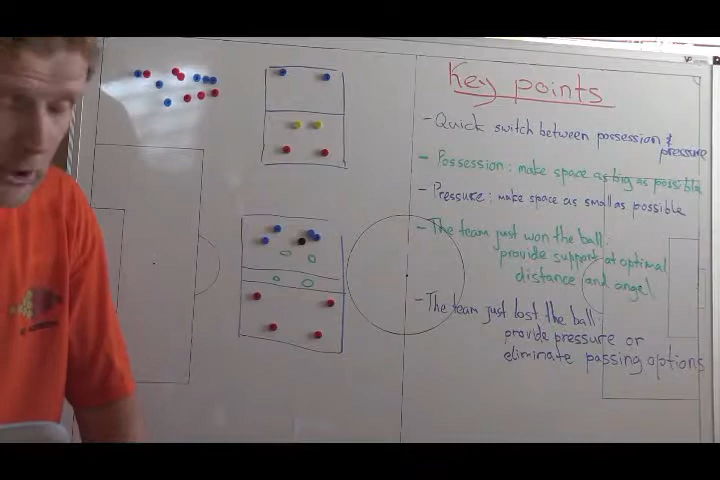 Key points
- Quick switch between possession &
pressure
- Possession: make space as big as possible
- Pressure: make space as small as possible
- The team just won the ball:
provide support at optimal
distance and angel
- The team just lost the ball:
provide pressure or
eliminate passing options